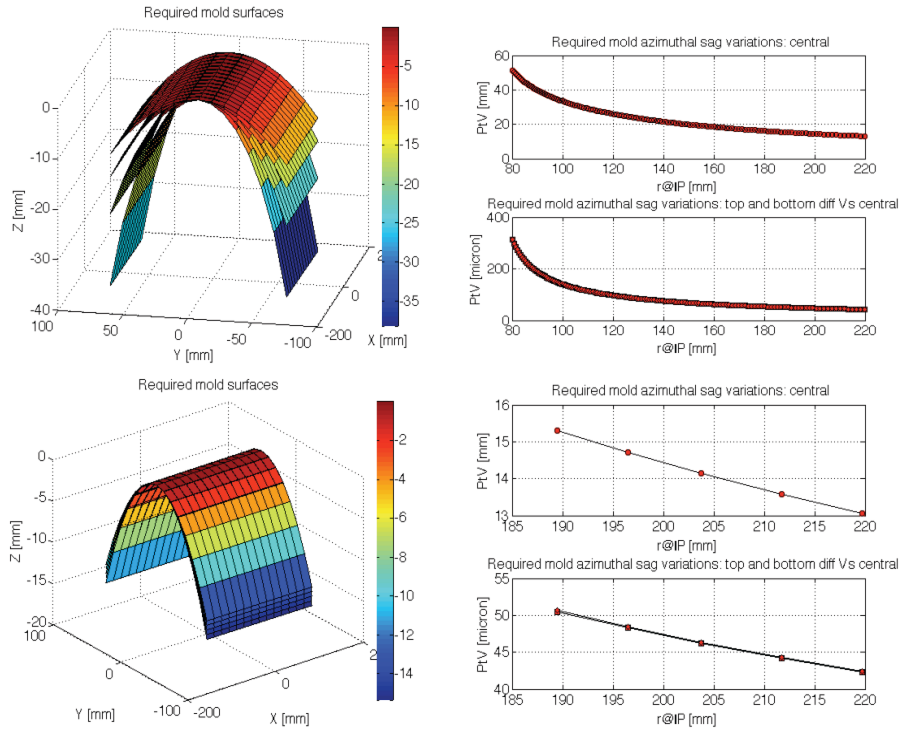 Required mold surfaces
0
-10
-20
-30
-40
Z [mm]
100
50
0
-50
-100
Y [mm]
-200
0
2
X [mm]
-5
-10
-15
-20
-25
-30
-35
Required mold azimuthal sag variations: central
60
40
20
0
PtV [mm]
80 100 120 140 160 180 200 220
r@IP [mm]
Required mold azimuthal sag variations: top and bottom diff Vs central
400
200
0
PtV [micron]
80 100 120 140 160 180 200 220
r@IP [mm]
Required mold surfaces
0
-5
-10
-15
-20
Z [mm]
100
0
-100
Y [mm]
-200
0
2
X [mm]
-2
-4
-6
-8
-10
-12
-14
Required mold azimuthal sag variations: central
16
15
14
13
PtV [mm]
185 190 195 200 205 210 215 220
r@IP [mm]
Required mold azimuthal sag variations: top and bottom diff Vs central
55
50
45
40
PtV [micron]
185 190 195 200 205 210 215 220
r@IP [mm]